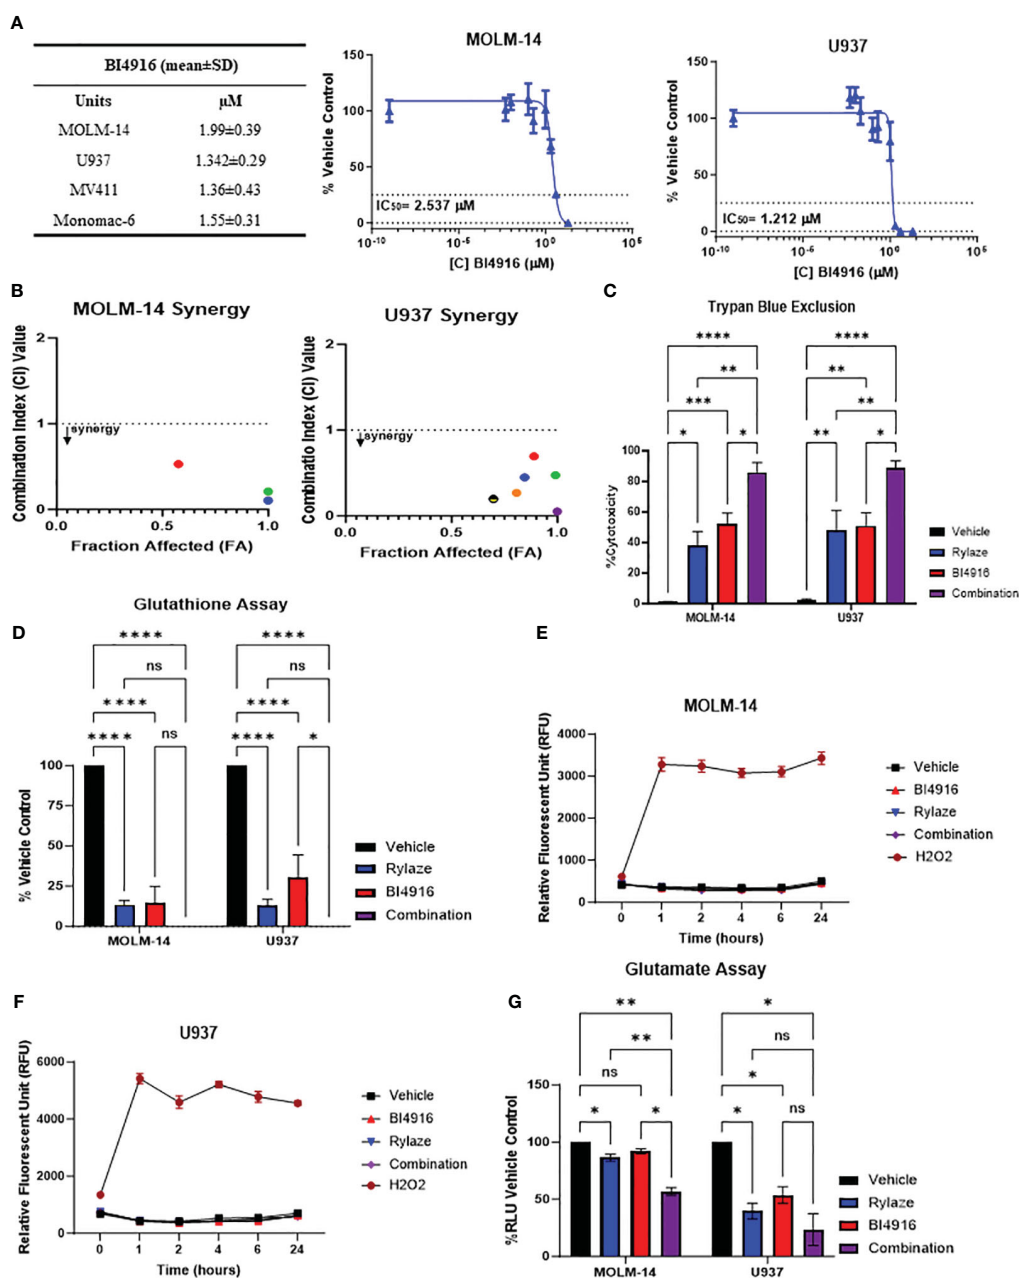 A
BI4916 (mean±SD)
Units µM
MOLM-14 1.99±0.39
U937 1.342±0.29
MV411 1.36±0.43
Monomac-6 1.55±0.31
MOLM-14
% Vehicle Control
150
100
50
0
IC50= 2.537 µM
10-10 10-5 100 105
[C] BI4916 (µM)
U937
% Vehicle Control
150
100
50
0
IC50= 1.212 µM
10-10 10-6 100 105
[C] BI4916 (µM)
B
MOLM-14 Synergy
Combination Index (CI) Value
2
1
0
synergy
0.0 0.5 1.0
Fraction Affected (FA)
U937 Synergy
Combinatio Index (CI) Value
2
1
0
synergy
0.0 0.5 1.0
Fraction Affected (FA)
C
Trypan Blue Exclusion
**** ****
** **
*** **
* * ** *
%Cytotoxicity
100
80
60
40
20
0
MOLM-14 U937
Vehicle
Rylaze
BI4916
Combination
D
Glutathione Assay
**** ****
ns ns
**** ****
**** ns **** *
% Vehicle Control
100
75
50
25
0
MOLM-14 U937
Vehicle
Rylaze
BI4916
Combination
E
MOLM-14
Relative Fluorescent Unit (RFU)
4000
3000
2000
1000
0
0 1 2 4 6 24
Time (hours)
Vehicle
BI4916
Rylaze
Combination
H2O2
F
U937
Relative Fluorescent Unit (RFU)
6000
4000
2000
0
0 1 2 4 6 24
Time (hours)
Vehicle
BI4916
Rylaze
Combination
H2O2
G
Glutamate Assay
** *
** ns
ns *
* * * ns
%RLU Vehicle Control
150
100
50
0
MOLM-14 U937
Vehicle
Rylaze
BI4916
Combination